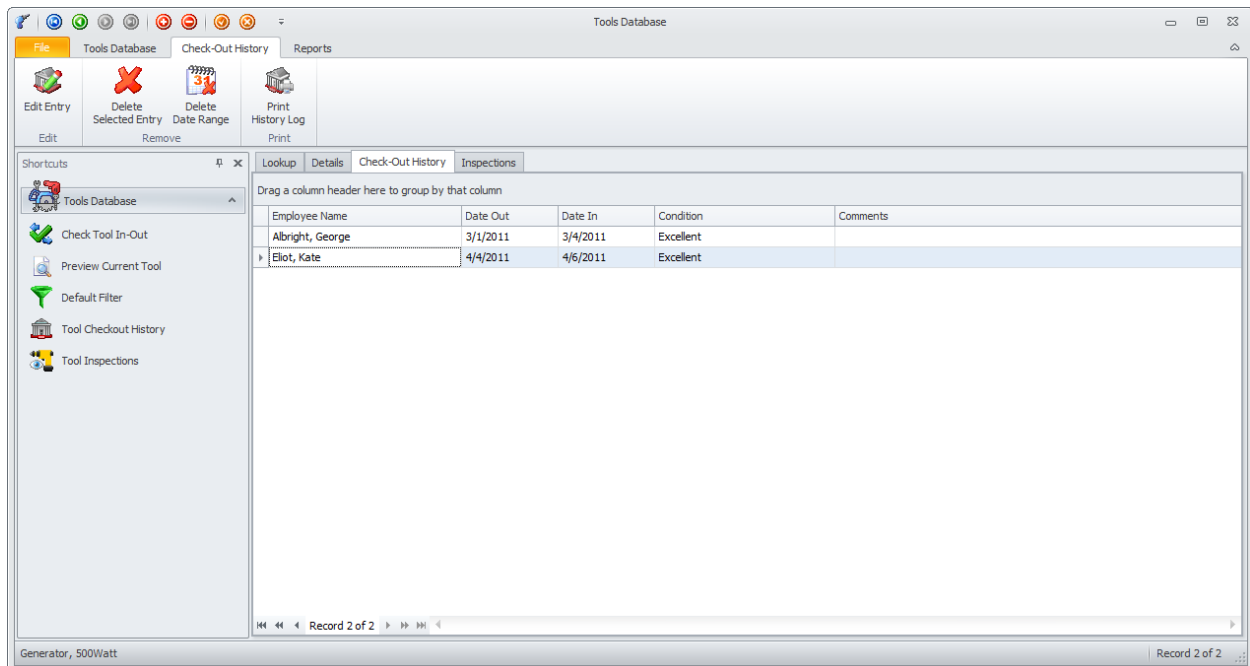 Tools Database
File Tools Database Check-Out History Reports
Edit Entry
Delete
Selected Entry
Delete
Date Range
Print
History Log
Edit Remove Print
Shortcuts
Tools Database
Check Tool In-Out
Preview Current Tool
Default Filter
Tool Checkout History
Tool Inspections
Lookup Details Check-Out History Inspections
Drag a column header here to group by that column
Employee Name Date Out Date In Condition Comments
Albright, George 3/1/2011 3/4/2011 Excellent
Eliot, Kate 4/4/2011 4/6/2011 Excellent
Record 2 of 2
Generator, 500Watt Record 2 of 2